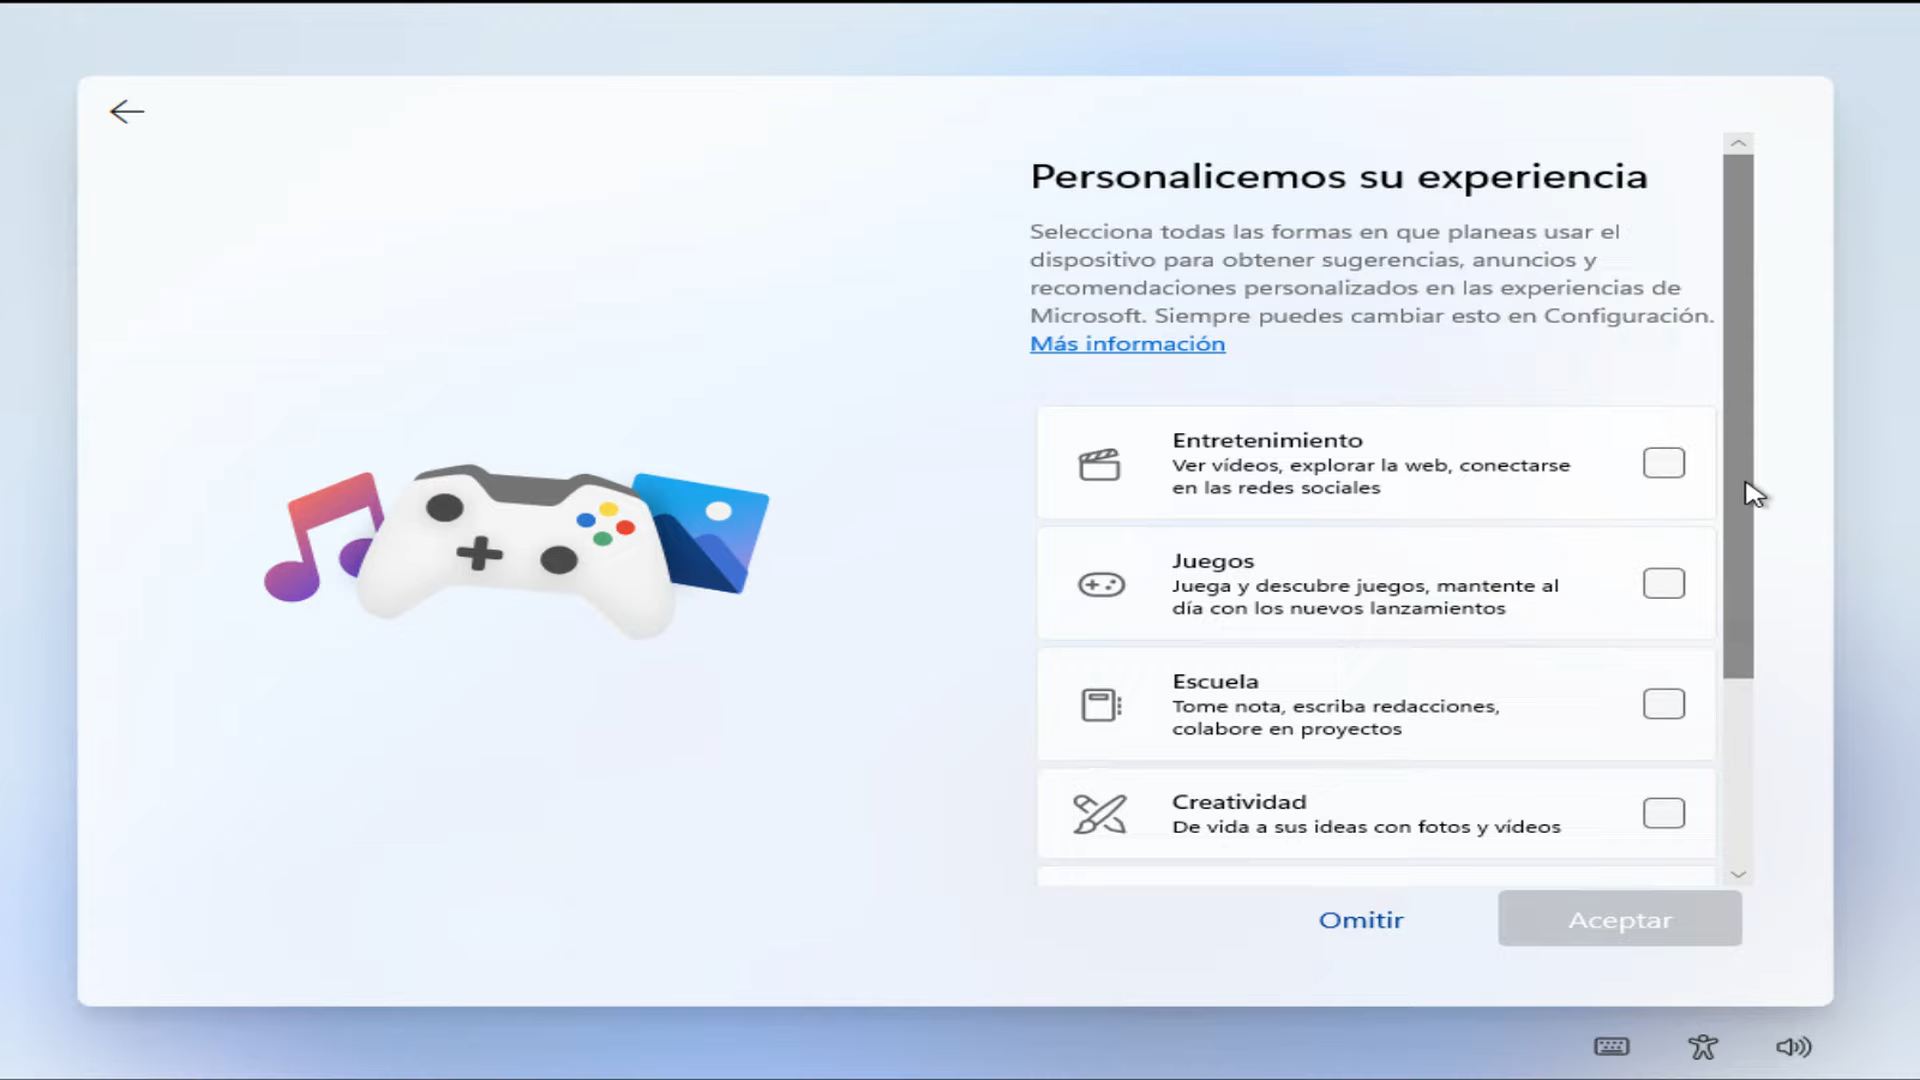 Personalicemos su experiencia
Selecciona todas las formas en que planeas usar el
dispositivo para obtener sugerencias, anuncios y
recomendaciones personalizados en las experiencias de
Microsoft. Siempre puedes cambiar esto en Configuración.
Más información
Entretenimiento
Ver vídeos, explorar la web, conectarse
en las redes sociales
Juegos
Juega y descubre juegos, mantente al
día con los nuevos lanzamientos
Escuela
Tome nota, escriba redacciones,
colabore en proyectos
Creatividad
De vida a sus ideas con fotos y vídeos
Omitir
Aceptar